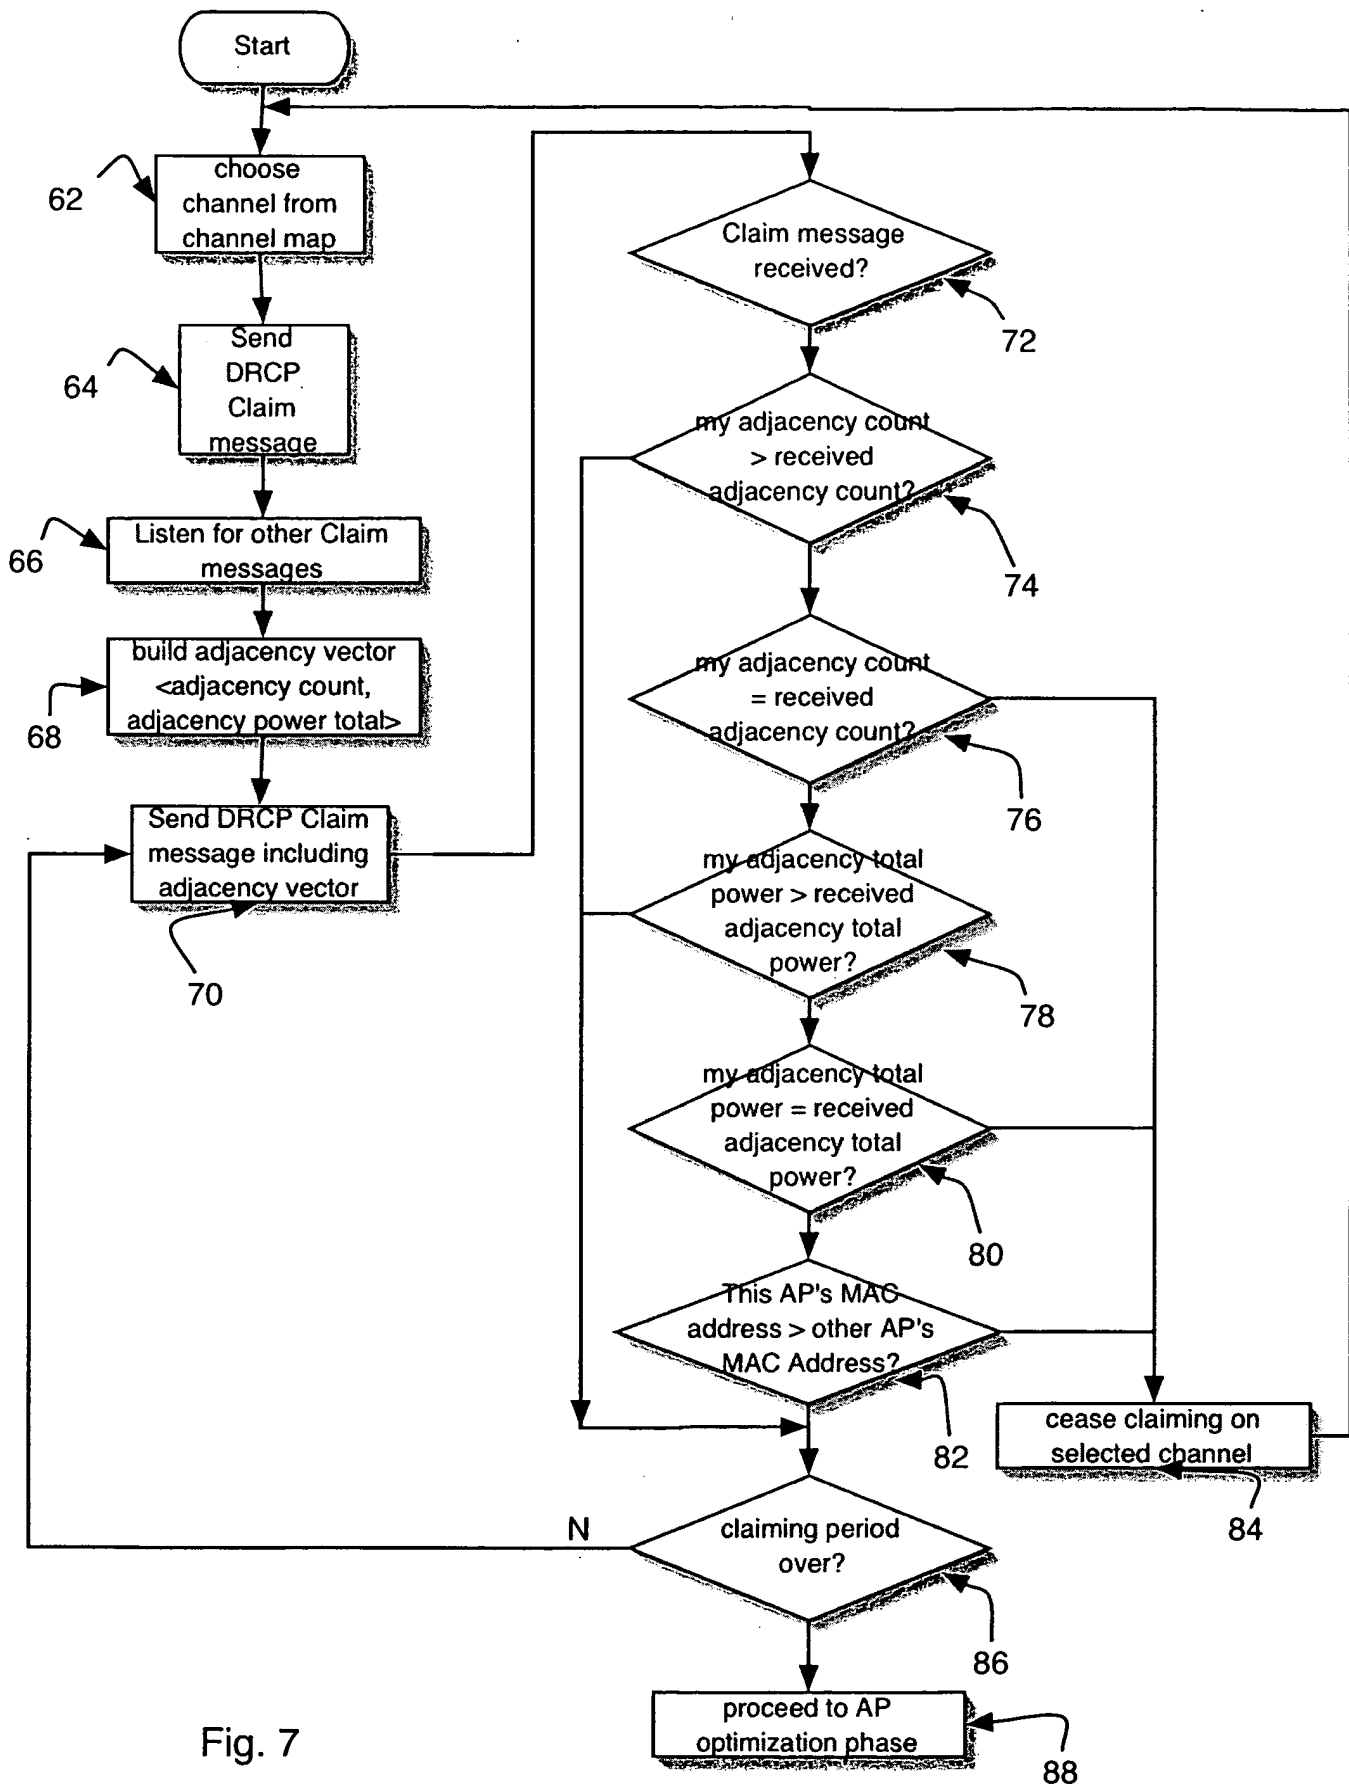 Start
choose
channel from
channel map
62
Send
DRCP
Claim
message
64
Listen for other Claim
messages
66
build adjacency vector
<adjacency count,
adjacency power total>
68
Send DRCP Claim
message including
adjacency vector
70
Claim message
received?
72
my adjacency count
> received
adjacency count?
74
my adjacency count
= received
adjacency count?
76
my adjacency total
power > received
adjacency total
power?
78
my adjacency total
power = received
adjacency total
power?
80
This AP's MAC
address > other AP's
MAC Address?
82
cease claiming on
selected channel
84
N
claiming period
over?
86
proceed to AP
optimization phase
88
Fig. 7